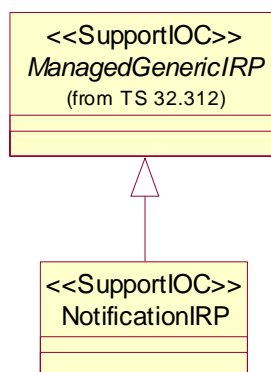 <<SupportIOC>>
ManagedGenericIRP
(from TS 32.312)
<<SupportIOC>>
NotificationIRP